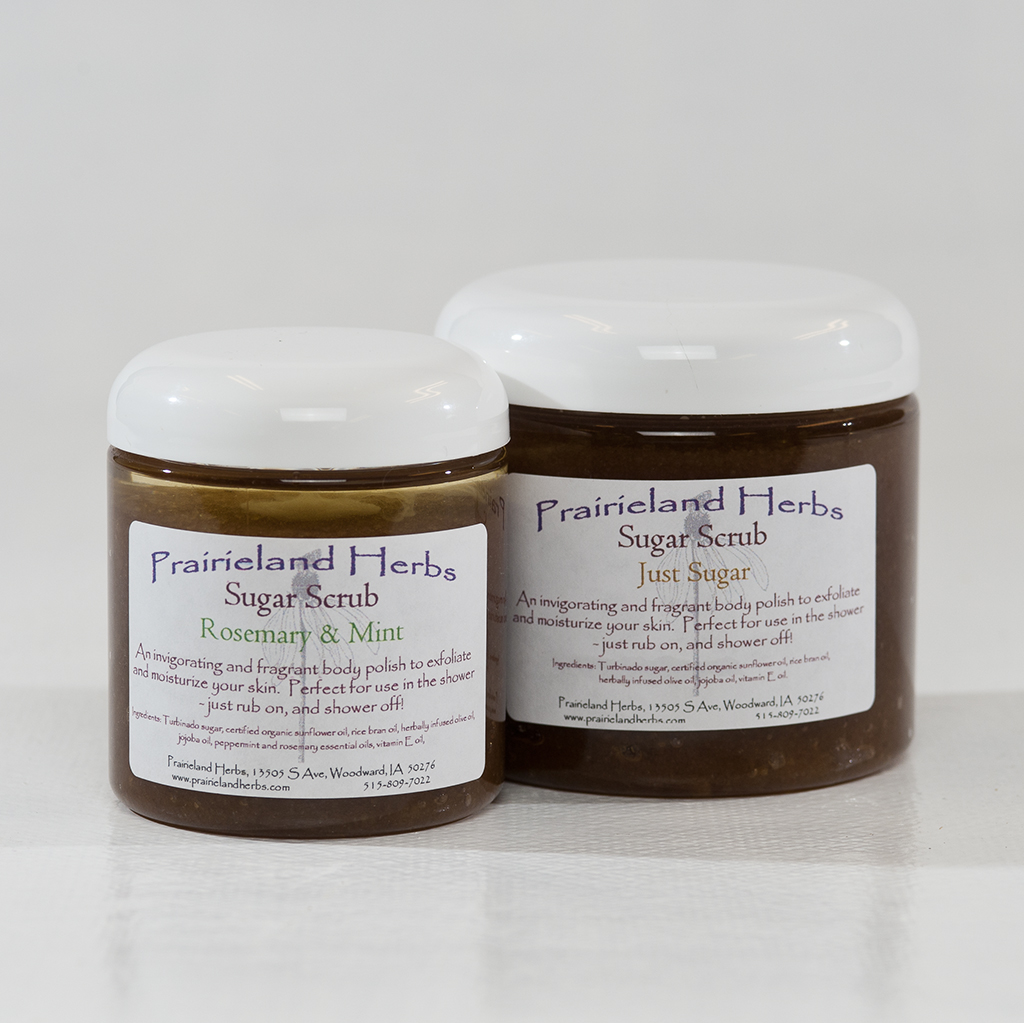 Prairieland Herbs
Sugar Scrub
Rosemary & Mint
An invigorating and fragrant body polish to exfoliate
and moisturize your skin. Perfect for use in the shower
-just rub on, and shower off!
Ingredients: Turbinado sugar, certified organic sunflower oil, rice bran oil, herbally infused olive oil,
jojoba oil, peppermint and rosemary essential oils, vitamin E oil,
Prairieland Herbs, 13505 S Ave, Woodward, IA 50276
www.prairielandherbs.com 515-809-7022
Prairieland Herbs
Sugar Scrub
Just Sugar
An invigorating and fragrant body polish to exfoliate
and moisturize your skin. Perfect for use in the shower
-just rub on, and shower off!
Ingredients: Turbinado sugar, certified organic sunflower oil, rice bran oil,
herbally infused olive oil, jojoba oil, vitamin E oil.
Prairieland Herbs, 13505 S Ave, Woodward, IA 50276
www.prairielandherbs.com 515-809-7022